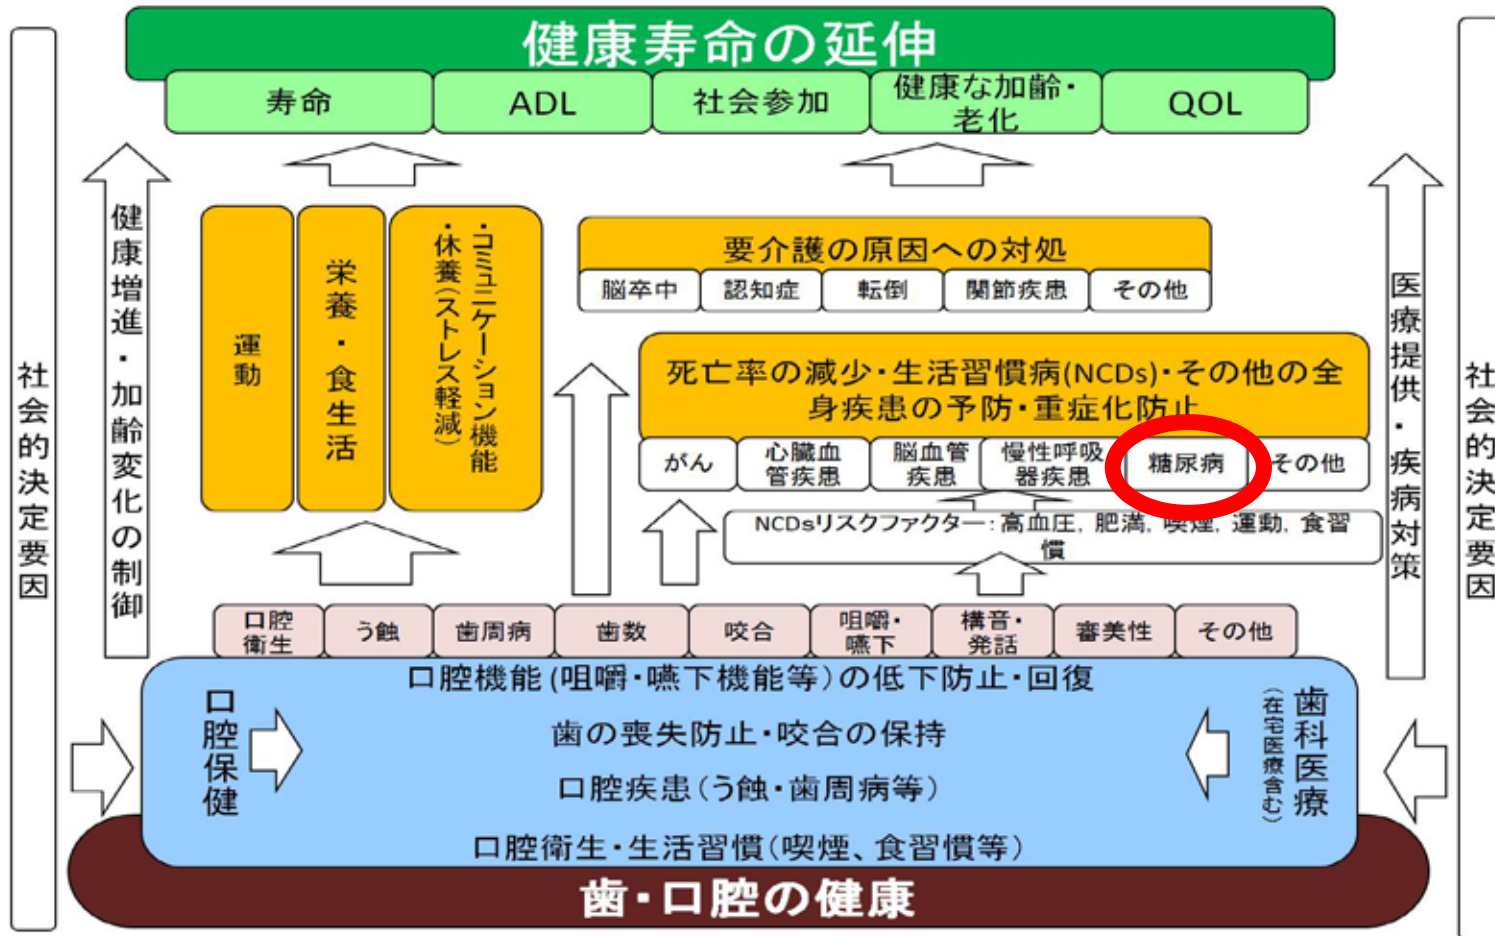 健康寿命の延伸
寿命
ADL
社会参加
健康な加齢・
老化
QOL
社会的決定要因
健康増進・加齢変化の制御
運動
栄養・食生活
・コミュニケーション機能
・休養(ストレス軽減)
要介護の原因への対処
脳卒中
認知症
転倒
関節疾患
その他
死亡率の減少・生活習慣病(NCDs)・その他の全
身疾患の予防・重症化防止
がん
心臓血
管疾患
脳血管
疾患
慢性呼吸
器疾患
糖尿病
その他
NCDsリスクファクター：高血圧, 肥満, 喫煙, 運動, 食習
慣
医療提供・疾病対策
社会的決定要因
口腔
衛生
う蝕
歯周病
歯数
咬合
咀嚼・
嚥下
構音・
発話
審美性
その他
口腔機能(咀嚼・嚥下機能等)の低下防止・回復
歯の喪失防止・咬合の保持
口腔疾患(う蝕・歯周病等)
口腔衛生・生活習慣(喫煙、食習慣等)
口腔保健
歯科医療
(在宅医療含む)
歯・口腔の健康